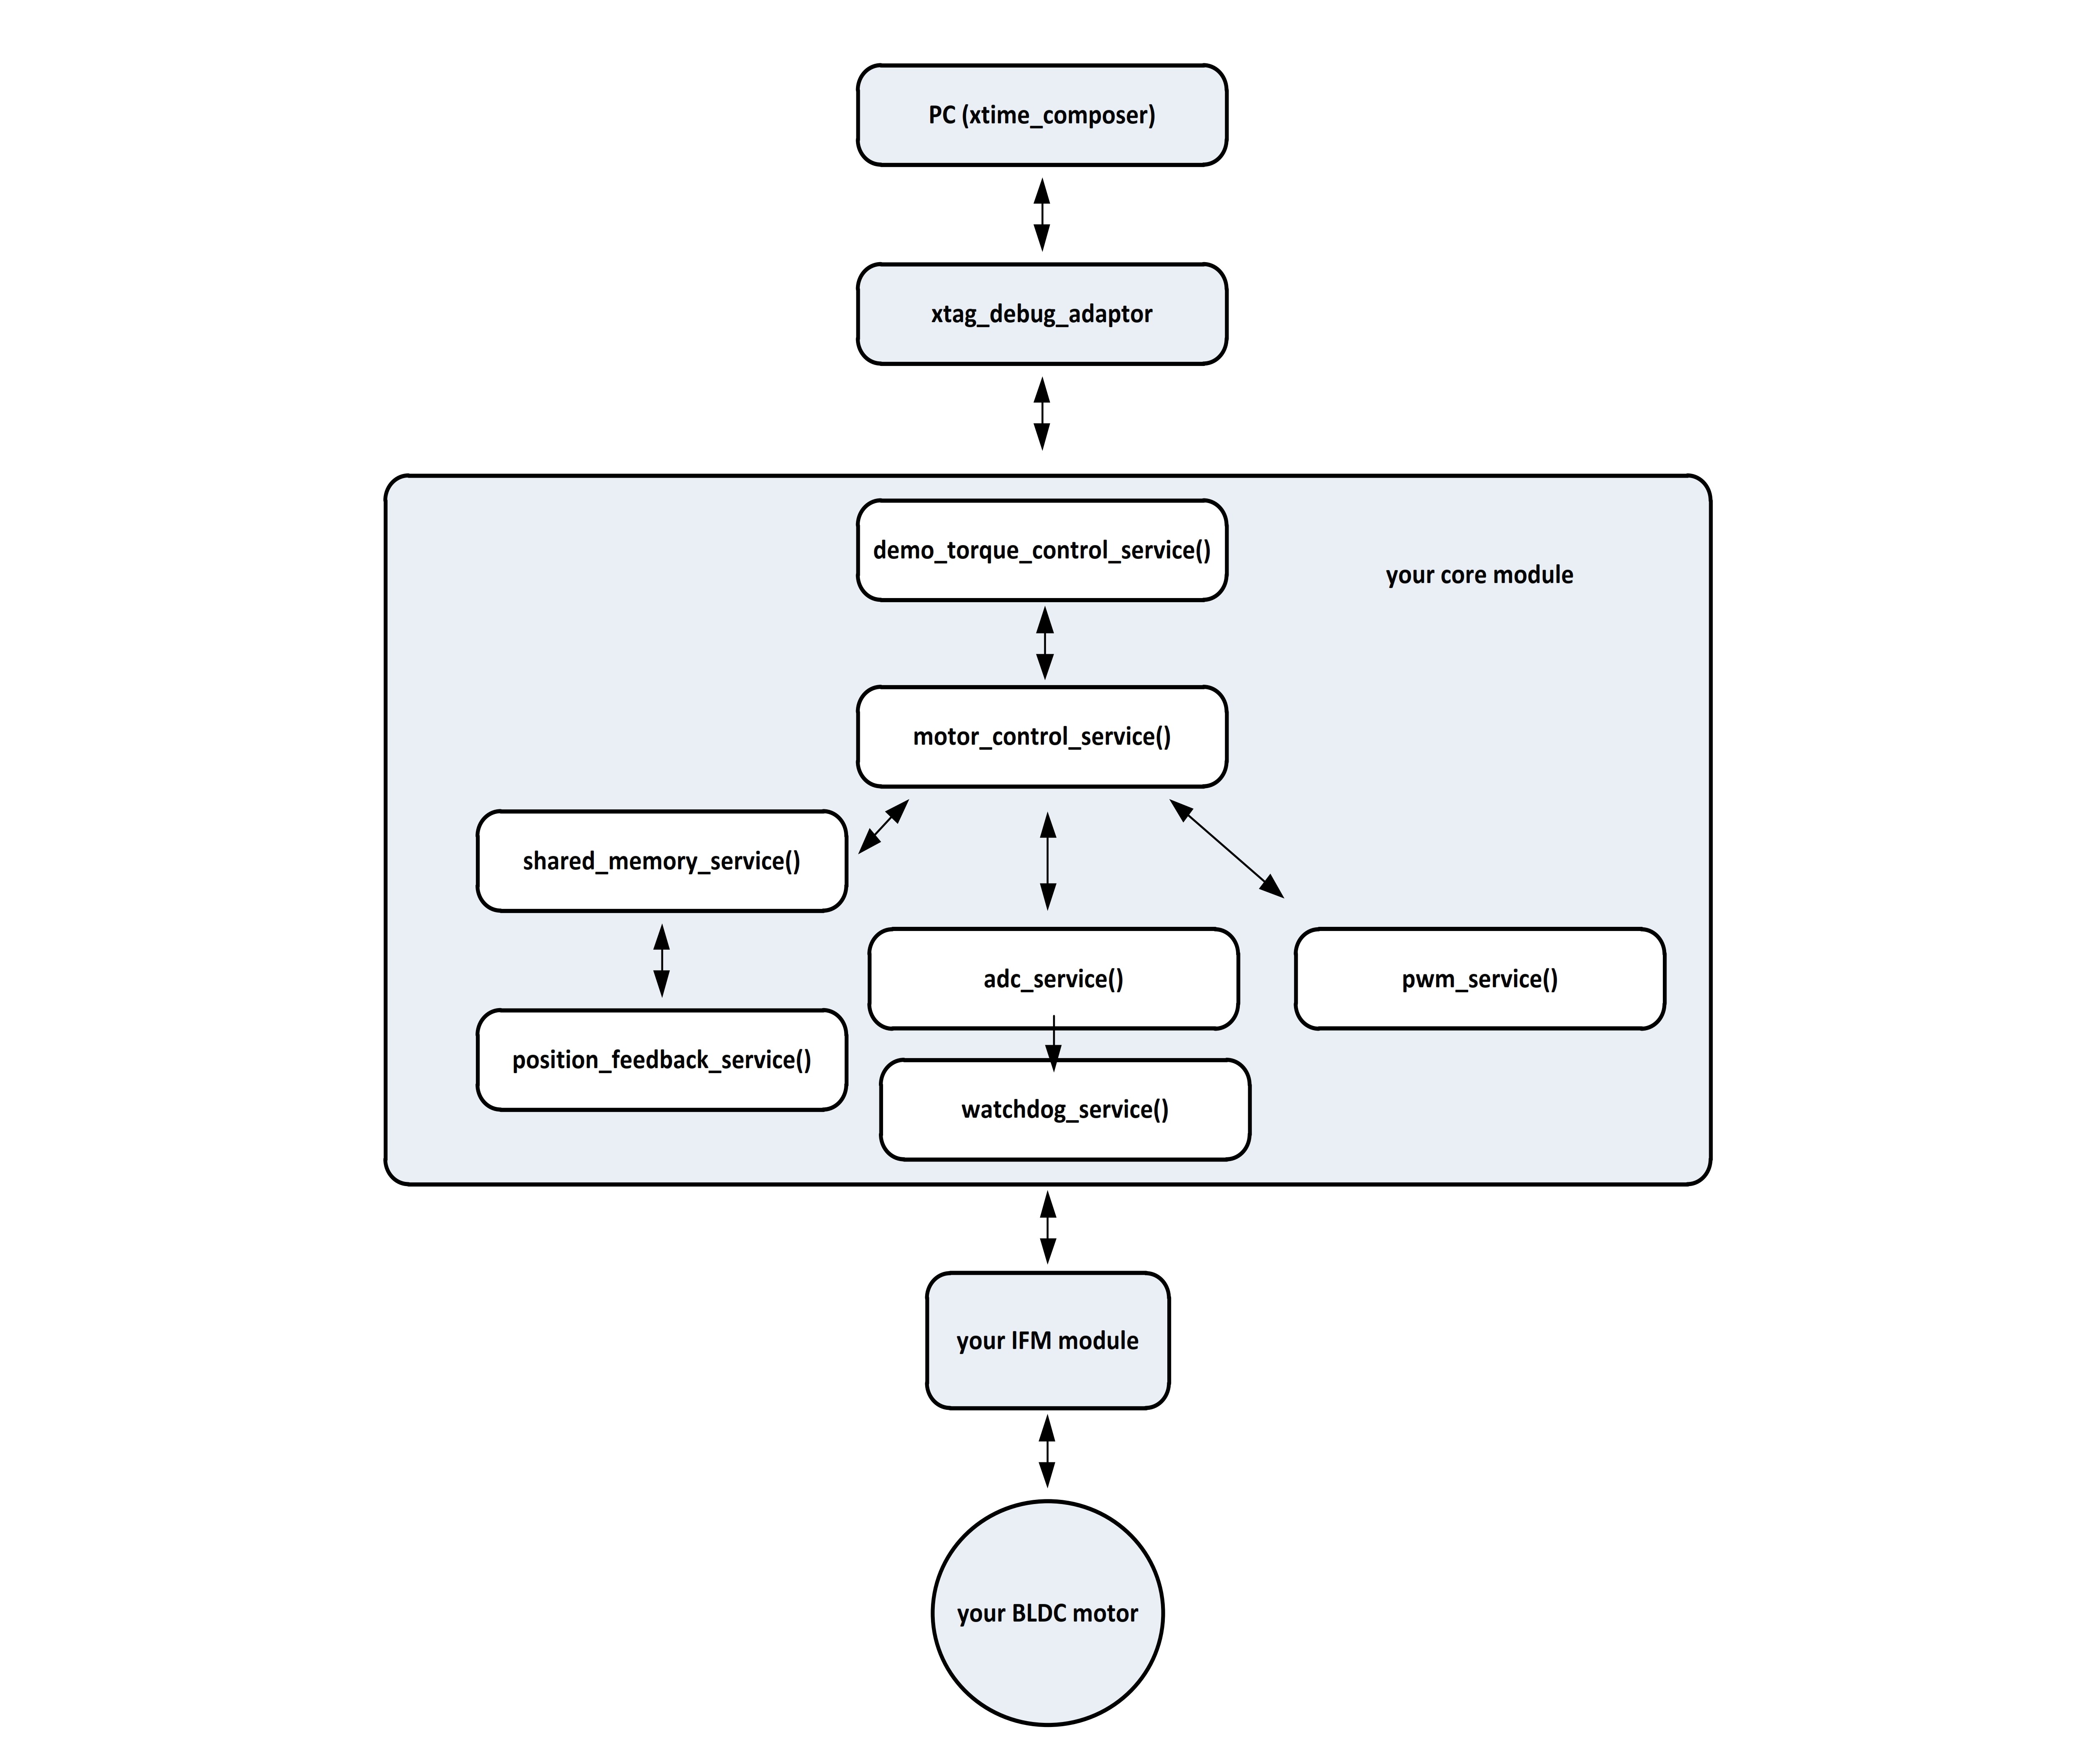 PC (xtime_composer)
xtag_debug_adaptor
demo_torque_control_service()
your core module
motor_control_service()
shared_memory_service()
adc_service()
pwm_service()
position_feedback_service()
watchdog_service()
your IFM module
your BLDC motor